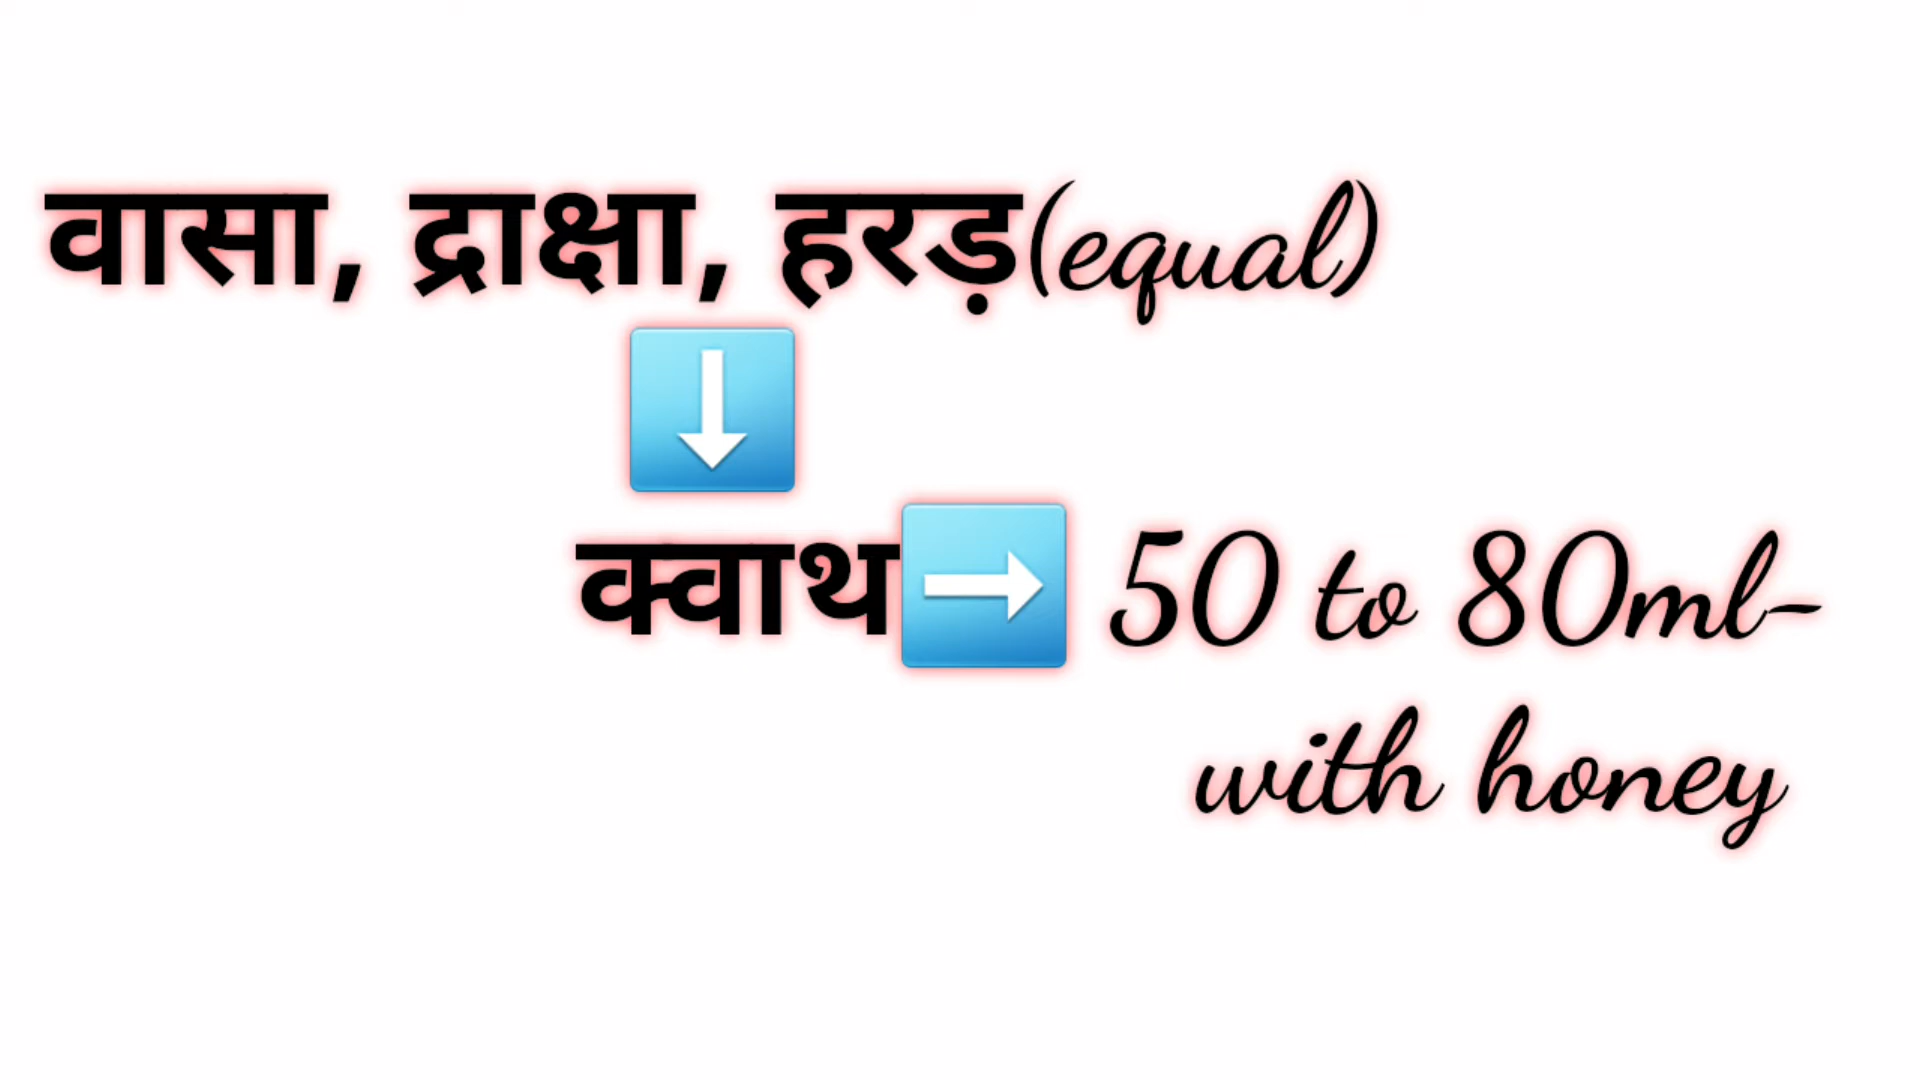 वासा, द्राक्षा, हरड़(equal)
⬇️
क्वाथ➡️ 50 to 80ml-
with honey